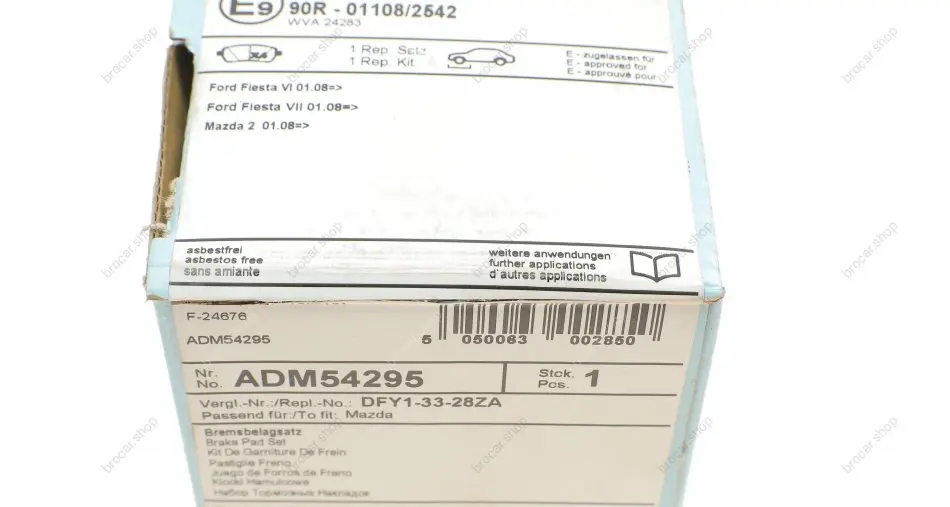 E9 90R - 01108/2542
WVA 24283
X4
1 Rep. Satz
1 Rep. Kit
E - zugelassen für
E - approved for
E - approuvé pour
Ford Fiesta VI 01.08=>
Ford Fiesta VII 01.08=>
Mazda 2 01.08=>
asbestfrei
asbestos free
sans amiante
weitere anwendungen
further applications
d'autres applications
F-24676
ADM54295
5 050063 002850
Nr.
No. ADM54295
Stck.
Pcs. 1
Vergl.-Nr.:/Repl.-No.: DFY1-33-28ZA
Passend für:/To fit: Mazda
Bremsbelagsatz
Brake Pad Set
Kit De Garniture De Frein
Pastiglie Freno
Juego de Forros de Freno
Klocki Hamulcowe
Набор Тормозных Накладок
brocar.shop